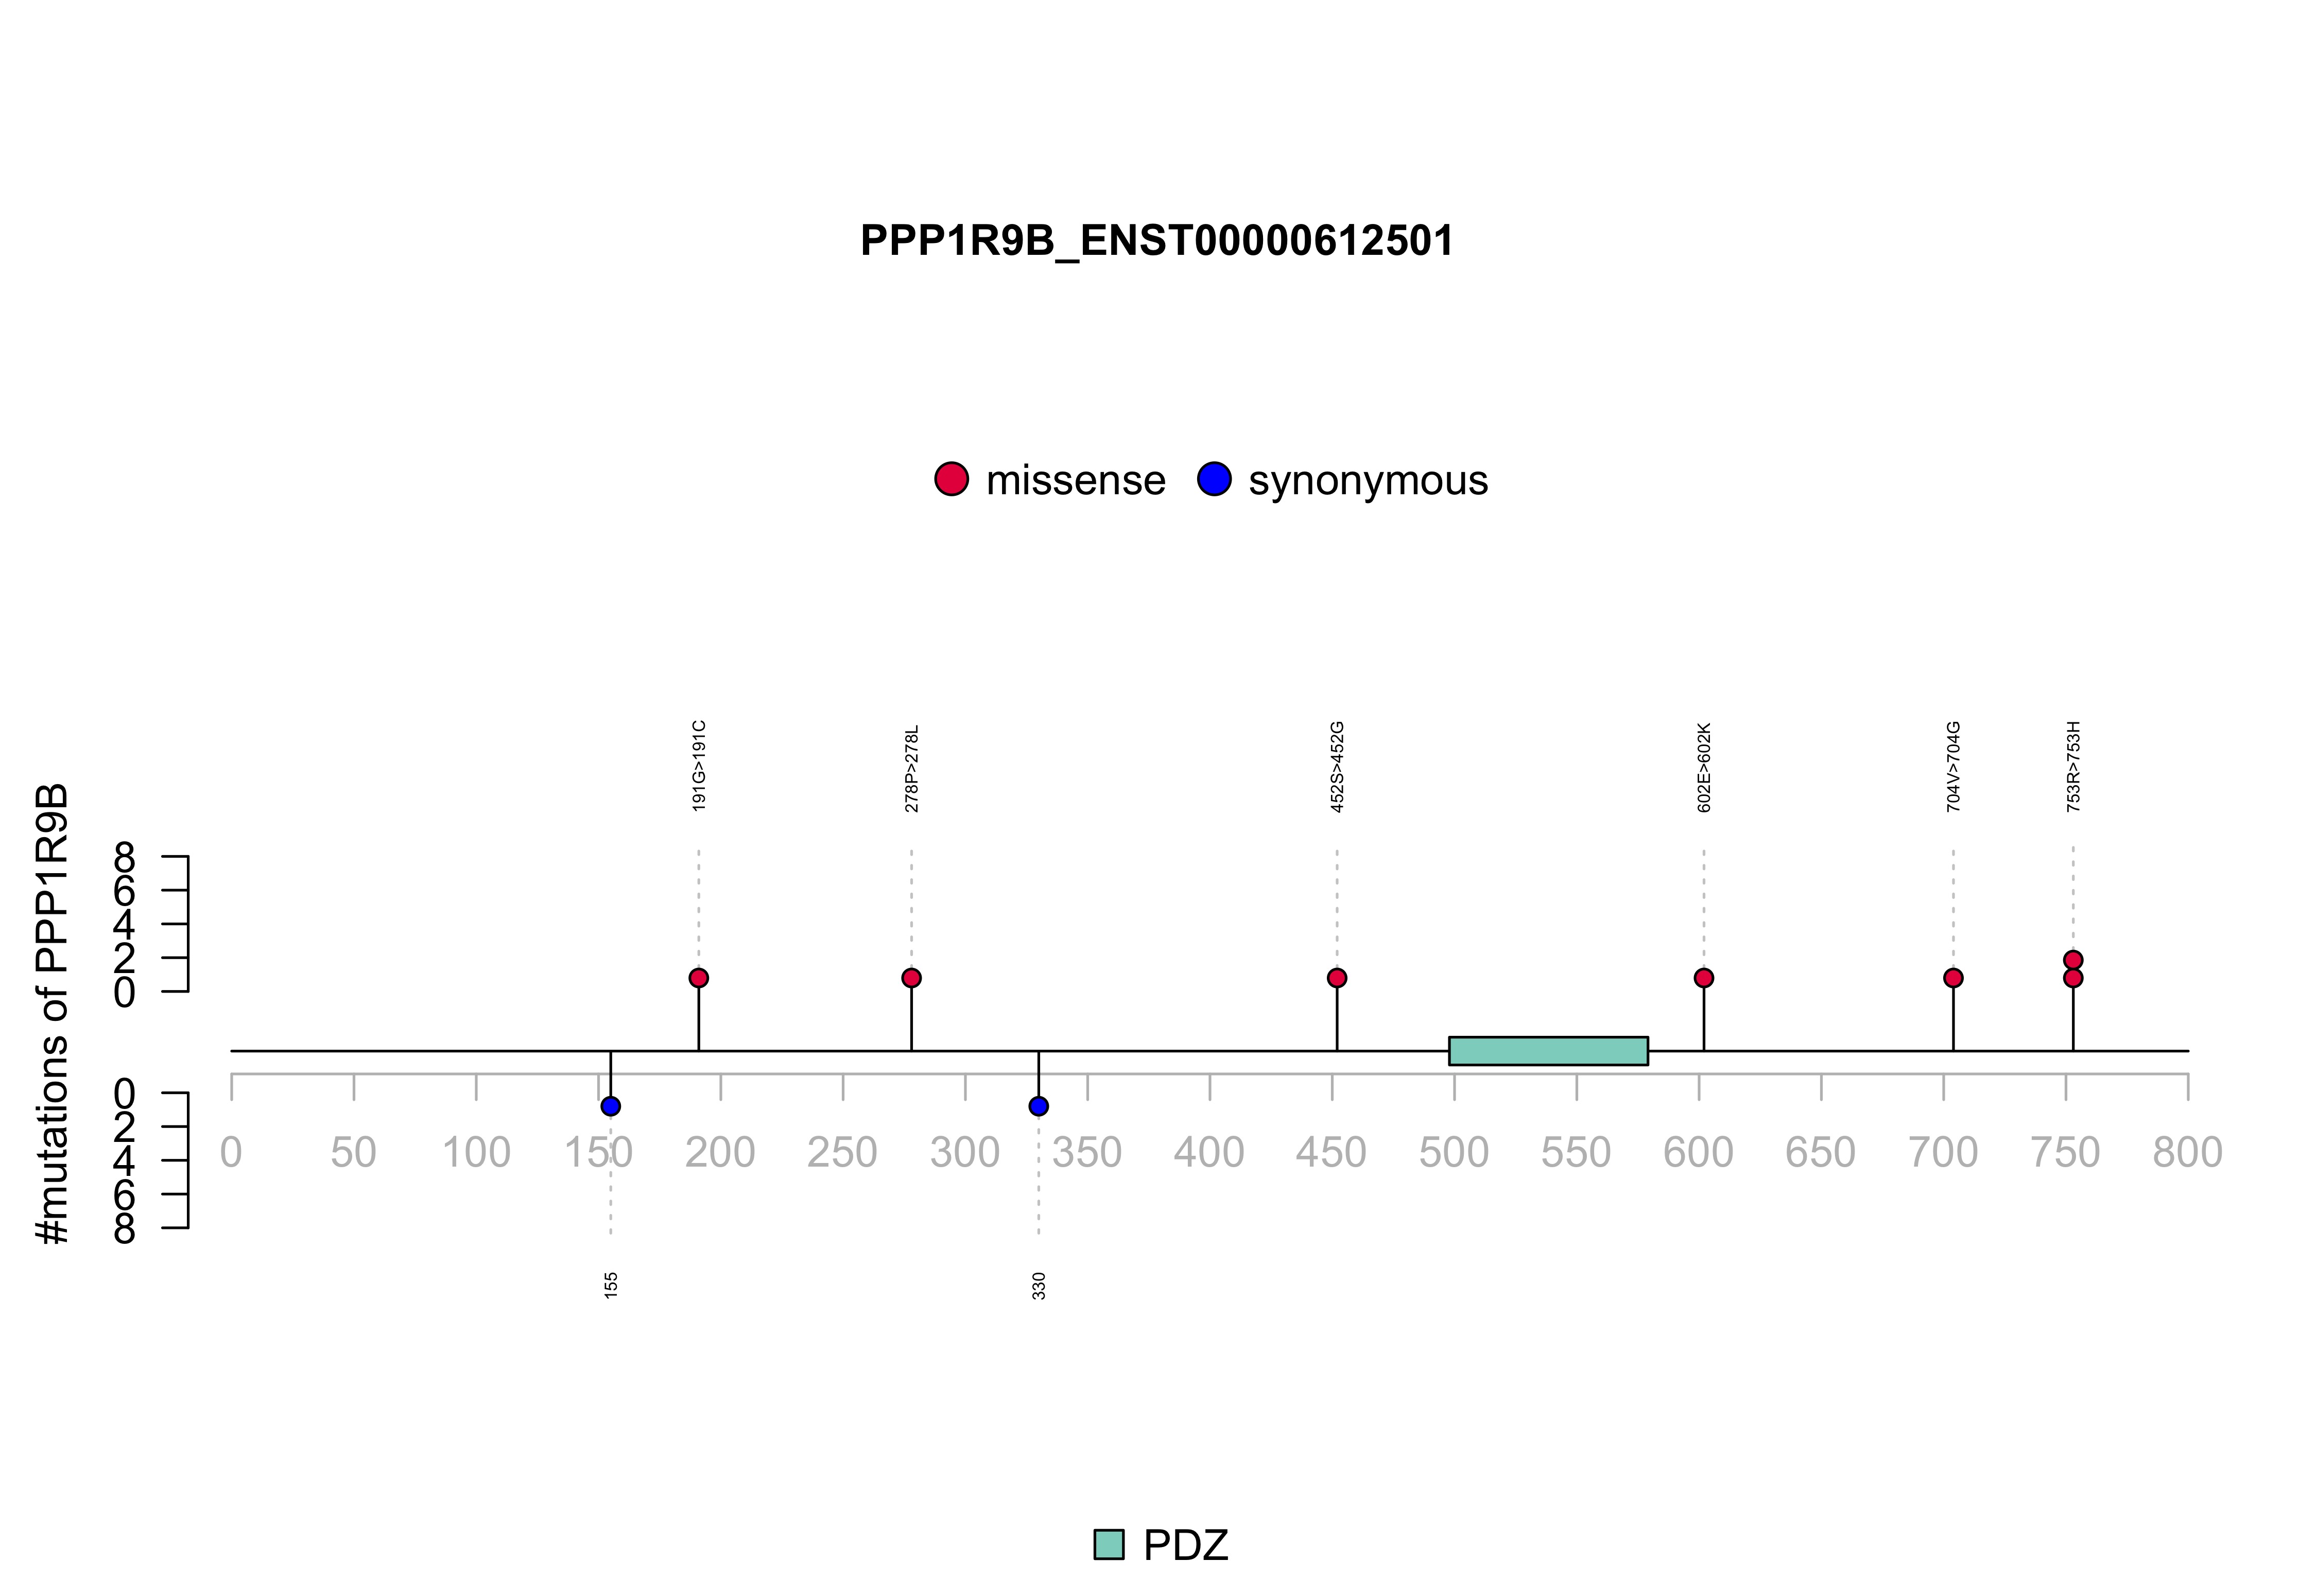 PPP1R9B_ENST00000612501
missense synonymous
191G>191C 278P>278L 452S>452G 602E>602K 704V>704G 753R>753H
#mutations of PPP1R9B
8
6
4
2
0
0
2
4
6
8
0 50 100 150 200 250 300 350 400 450 500 550 600 650 700 750 800
155 330
PDZ